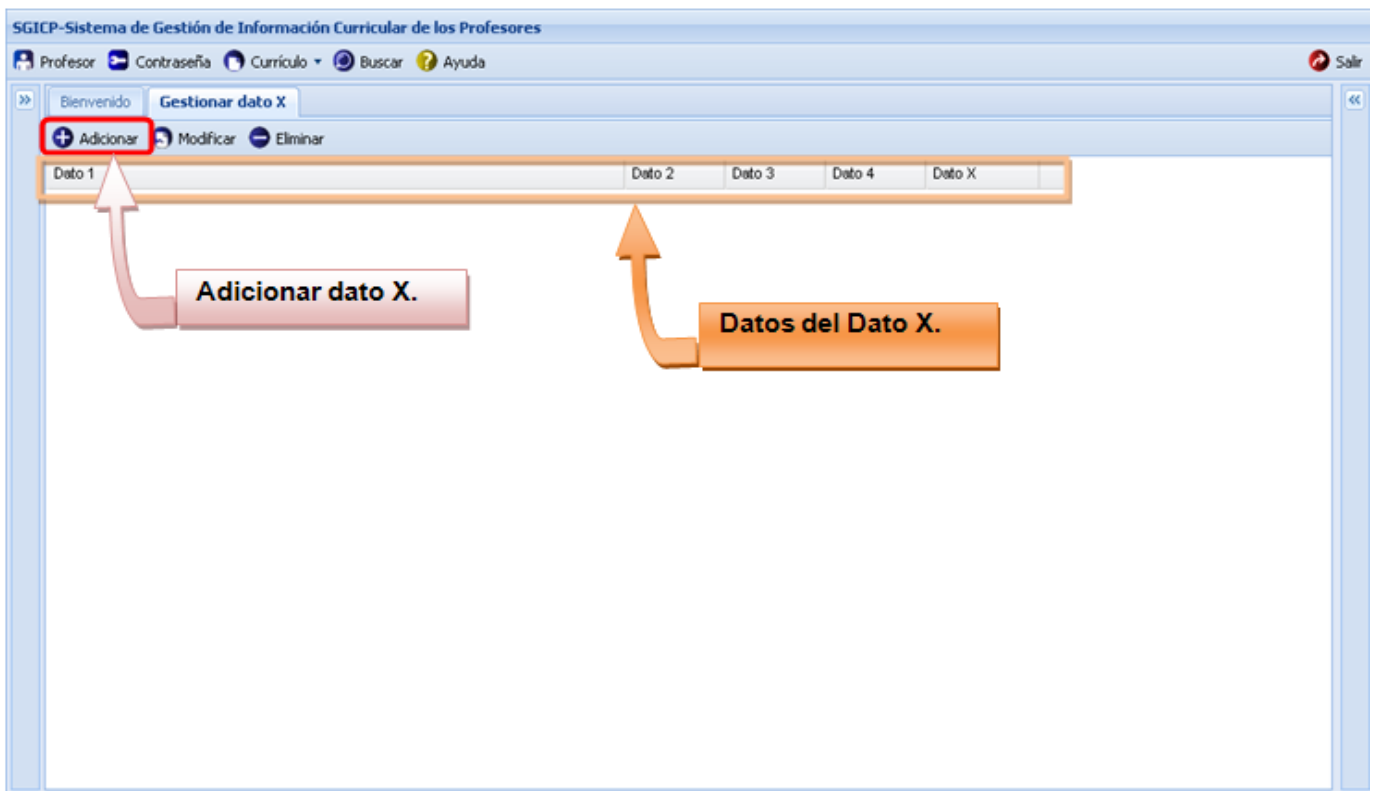 SGICP-Sistema de Gestión de Información Curricular de los Profesores
Profesor Contraseña Currículo Buscar Ayuda Salir
Bienvenido Gestionar dato X
Adicionar Modificar Eliminar
Dato 1 Dato 2 Dato 3 Dato 4 Dato X
Adicionar dato X.
Datos del Dato X.